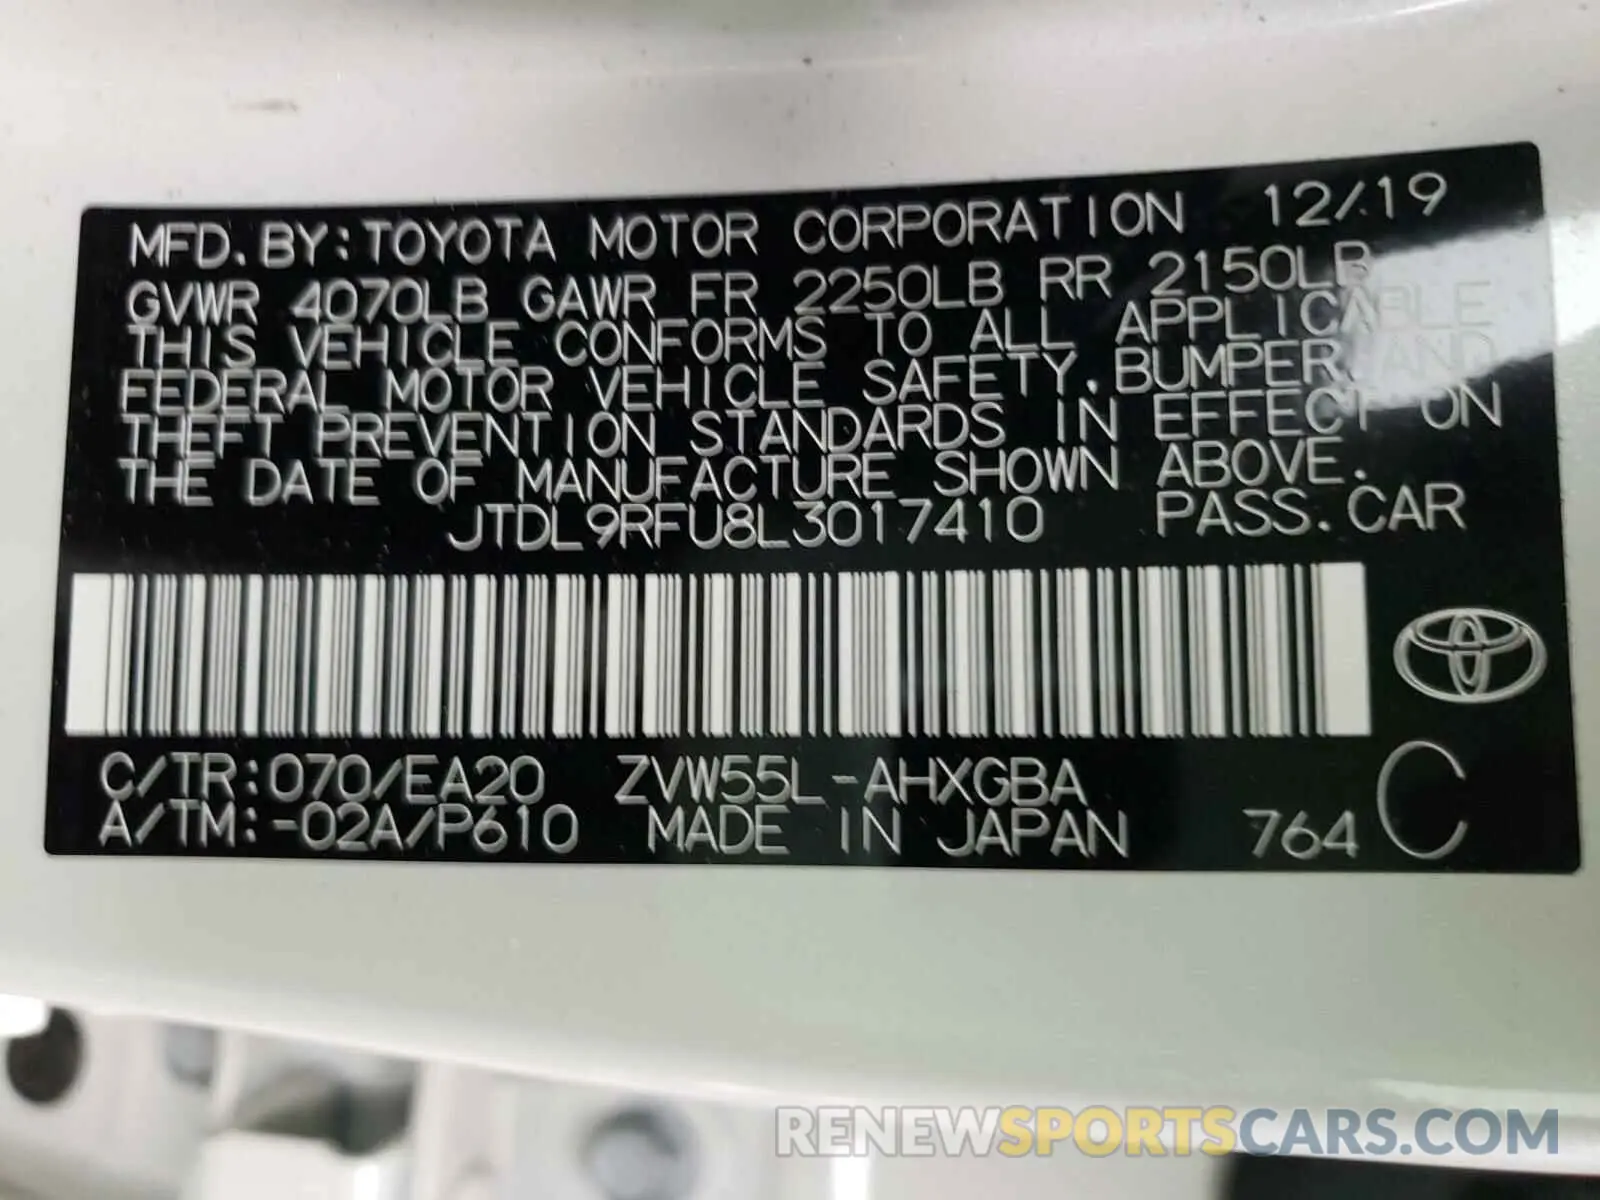 MFD. BY: TOYOTA MOTOR CORPORATION 12/19
GVWR 4070LB GAWR FR 2250LB RR 2150LB
THIS VEHICLE CONFORMS TO ALL APPLICABLE
FEDERAL MOTOR VEHICLE SAFETY, BUMPER AND
THEFT PREVENTION STANDARDS IN EFFECT ON
THE DATE OF MANUFACTURE SHOWN ABOVE.
JTDL9RFU8L3017410 PASS. CAR
C/TR:070/EA20 ZVW55L-AHXGBA
A/TM:-02A/P610 MADE IN JAPAN 764 C
RENEWSPORTSCARS.COM